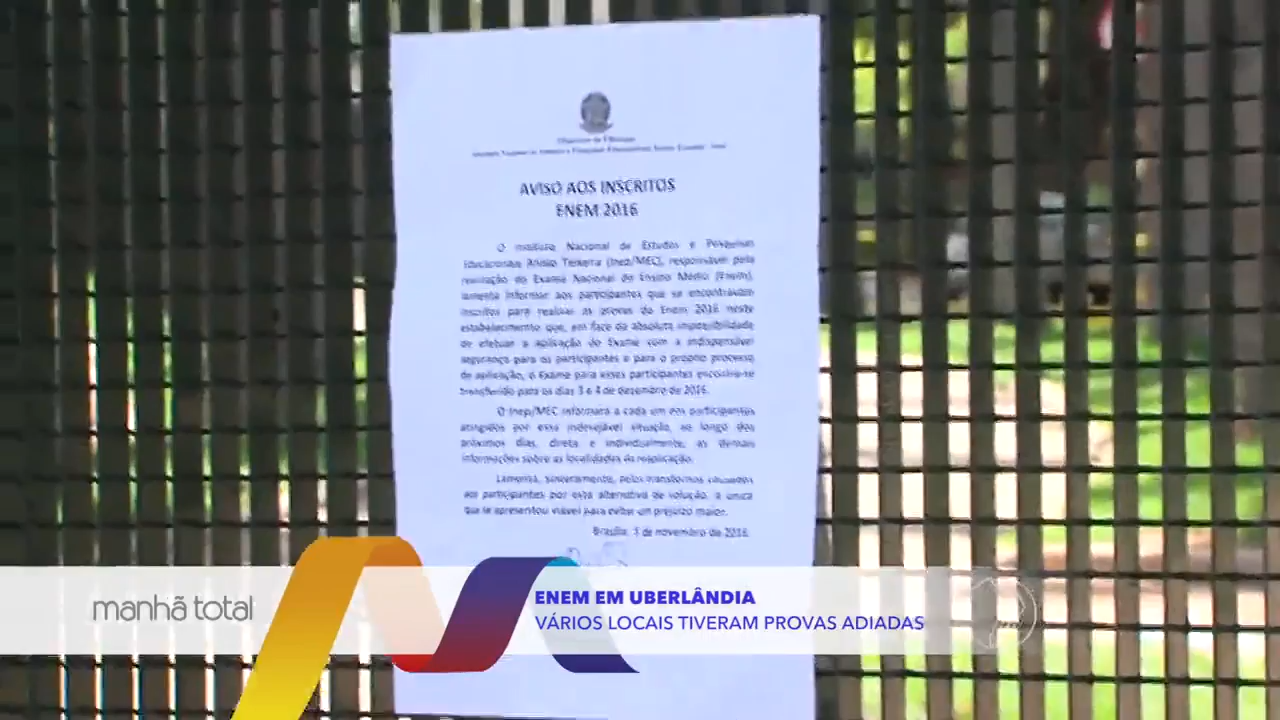 AVISO AOS INSCRITOS
ENEM 2016
O Instituto Nacional de Estudos e Pesquisas
Educacionais Anísio Teixeira (Inep/MEC), responsável pela
realização do Exame Nacional do Ensino Médio (Enem),
lamenta informar aos participantes que se encontravam
inscritos para realizar as provas do Enem 2016 neste
estabelecimento que, em face da absoluta impossibilidade
de efetuar a aplicação do Exame com a indispensável
segurança para os participantes e para o próprio processo
de aplicação, o Exame para esses participantes encontra-se
transferido para os dias 3 e 4 de dezembro de 2016.
O Inep/MEC informará a cada um dos participantes
atingidos por essa indesejável situação, ao longo dos
próximos dias, direta e individualmente, as demais
informações sobre as localidades da reaplicação.
Lamenta, sinceramente, pelos transtornos causados
aos participantes por esta alternativa de solução, a única
que se apresentou viável para evitar um prejuízo maior.
Brasília, de novembro de 2016.
manhã total
ENEM EM UBERLÂNDIA
VÁRIOS LOCAIS TIVERAM PROVAS ADIADAS